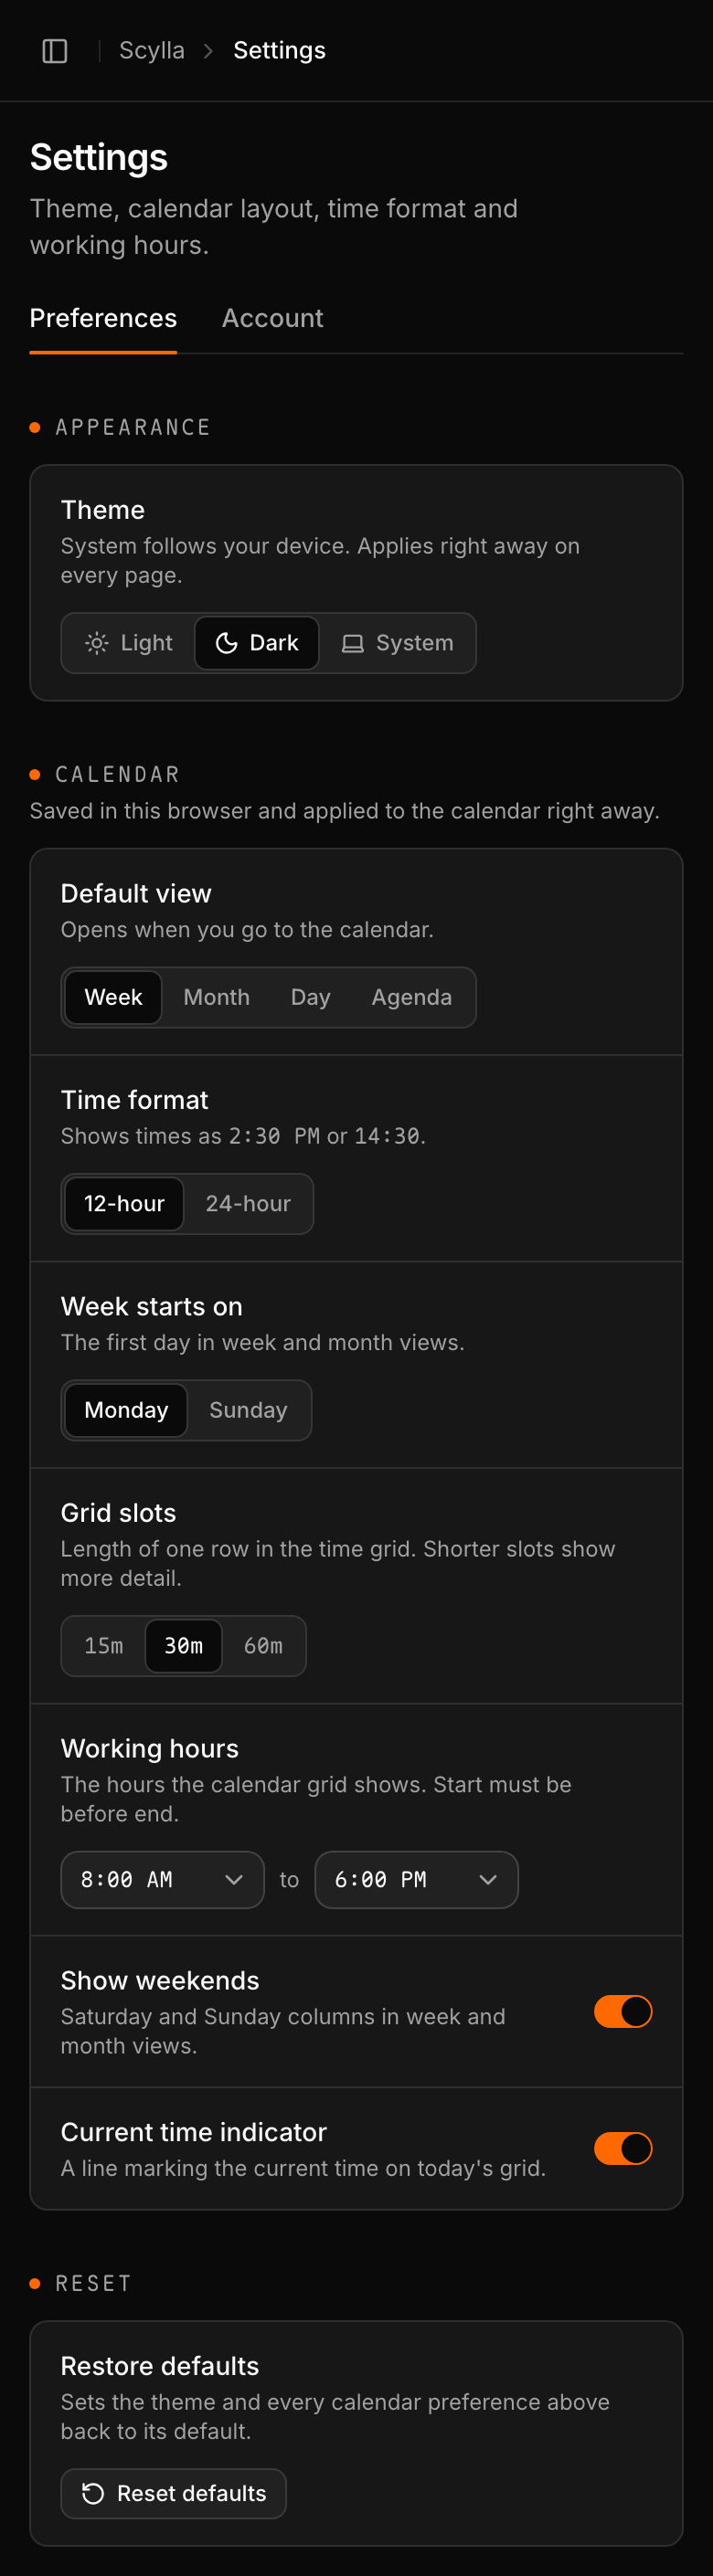 Scylla > Settings
Settings
Theme, calendar layout, time format and
working hours.
Preferences Account
APPEARANCE
Theme
System follows your device. Applies right away on
every page.
Light Dark System
CALENDAR
Saved in this browser and applied to the calendar right away.
Default view
Opens when you go to the calendar.
Week Month Day Agenda
Time format
Shows times as 2:30 PM or 14:30.
12-hour 24-hour
Week starts on
The first day in week and month views.
Monday Sunday
Grid slots
Length of one row in the time grid. Shorter slots show
more detail.
15m 30m 60m
Working hours
The hours the calendar grid shows. Start must be
before end.
8:00 AM to 6:00 PM
Show weekends
Saturday and Sunday columns in week and
month views.
Current time indicator
A line marking the current time on today's grid.
RESET
Restore defaults
Sets the theme and every calendar preference above
back to its default.
Reset defaults